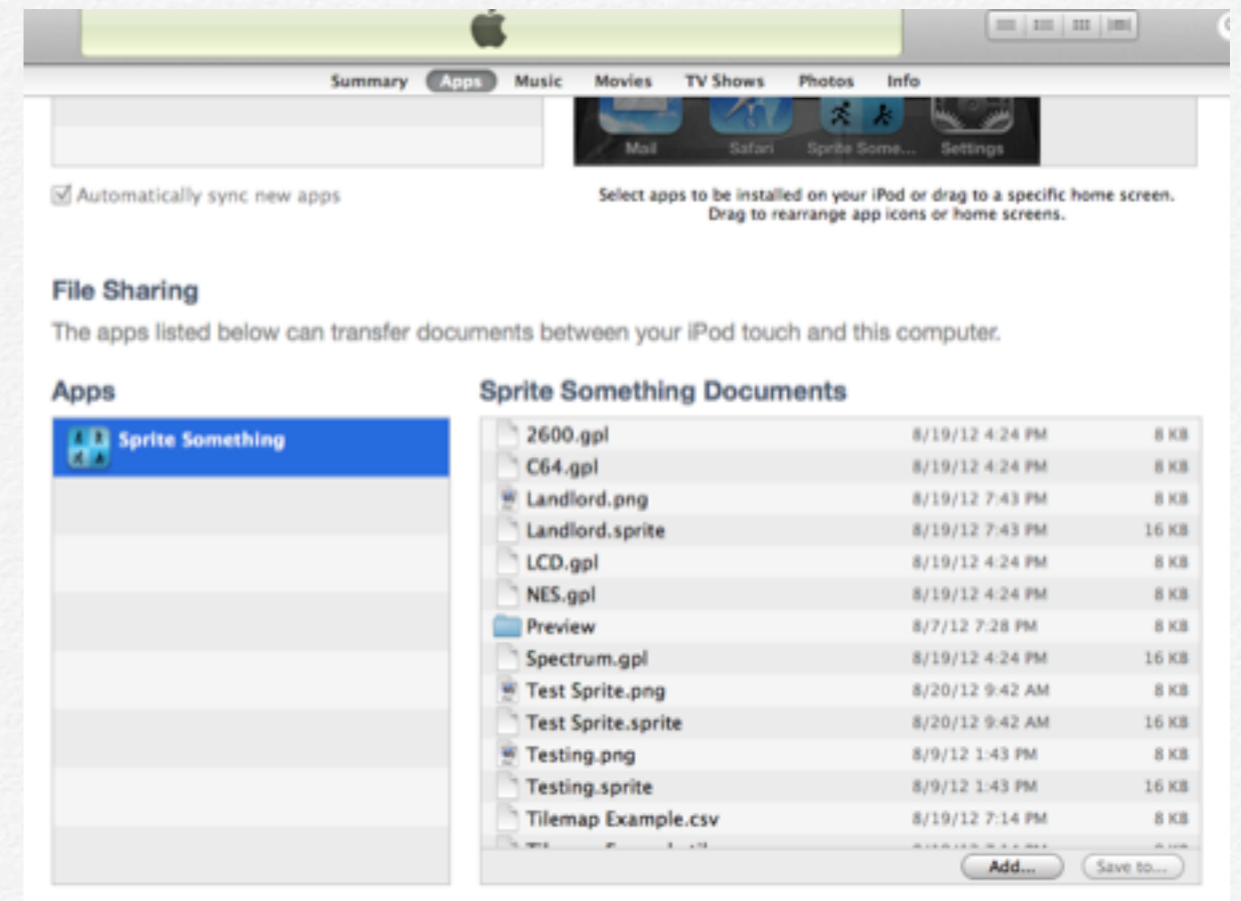 Summary Apps Music Movies TV Shows Photos Info
Mail Safari Sprite Some... Settings
Automatically sync new apps
Select apps to be installed on your iPod or drag to a specific home screen.
Drag to rearrange app icons or home screens.
File Sharing
The apps listed below can transfer documents between your iPod touch and this computer.
Apps
Sprite Something
Sprite Something Documents
2600.gpl 8/19/12 4:24 PM 8 KB
C64.gpl 8/19/12 4:24 PM 8 KB
Landlord.png 8/19/12 7:43 PM 8 KB
Landlord.sprite 8/19/12 7:43 PM 16 KB
LCD.gpl 8/19/12 4:24 PM 8 KB
NES.gpl 8/19/12 4:24 PM 8 KB
Preview 8/7/12 7:28 PM 8 KB
Spectrum.gpl 8/19/12 4:24 PM 16 KB
Test Sprite.png 8/20/12 9:42 AM 8 KB
Test Sprite.sprite 8/20/12 9:42 AM 16 KB
Testing.png 8/9/12 1:43 PM 8 KB
Testing.sprite 8/9/12 1:43 PM 16 KB
Tilemap Example.csv 8/19/12 7:14 PM 8 KB
Add... Save to...